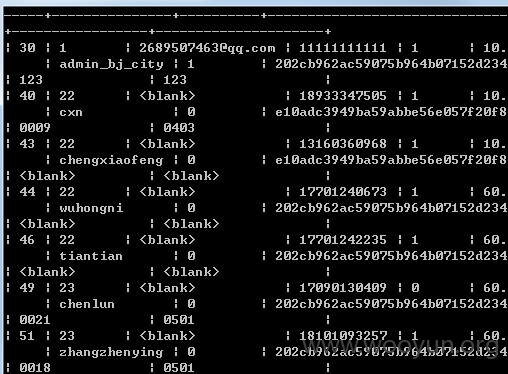 -----+---------------+-----------+-------------------
+-------------------+---------------------+
| 30 | 1 | 2689507463@qq.com | 11111111111 | 1 | 10.
| admin_bj_city | 1 | 202cb962ac59075b964b07152d234
| 123 | 123 |
| 40 | 22 | <blank> | 18933347505 | 1 | 10.
| cxn | 0 | e10adc3949ba59abbe56e057f20f8
| 0009 | 0403 |
| 43 | 22 | <blank> | 13160360968 | 1 | 10.
| chengxiaofeng | 0 | e10adc3949ba59abbe56e057f20f8
| <blank> | <blank> |
| 44 | 22 | <blank> | 17701240673 | 1 | 60.
| wuhongni | 0 | 202cb962ac59075b964b07152d234
| <blank> | <blank> |
| 46 | 22 | <blank> | 17701242235 | 1 | 60.
| tiantian | 0 | 202cb962ac59075b964b07152d234
| <blank> | <blank> |
| 49 | 23 | <blank> | 17090130409 | 0 | 60.
| chenlun | 0 | 202cb962ac59075b964b07152d234
| 0021 | 0501 |
| 51 | 23 | <blank> | 18101093257 | 1 | 60.
| zhangzhenying | 0 | 202cb962ac59075b964b07152d234
| 0018 | 0501 |
www.wooyun.org